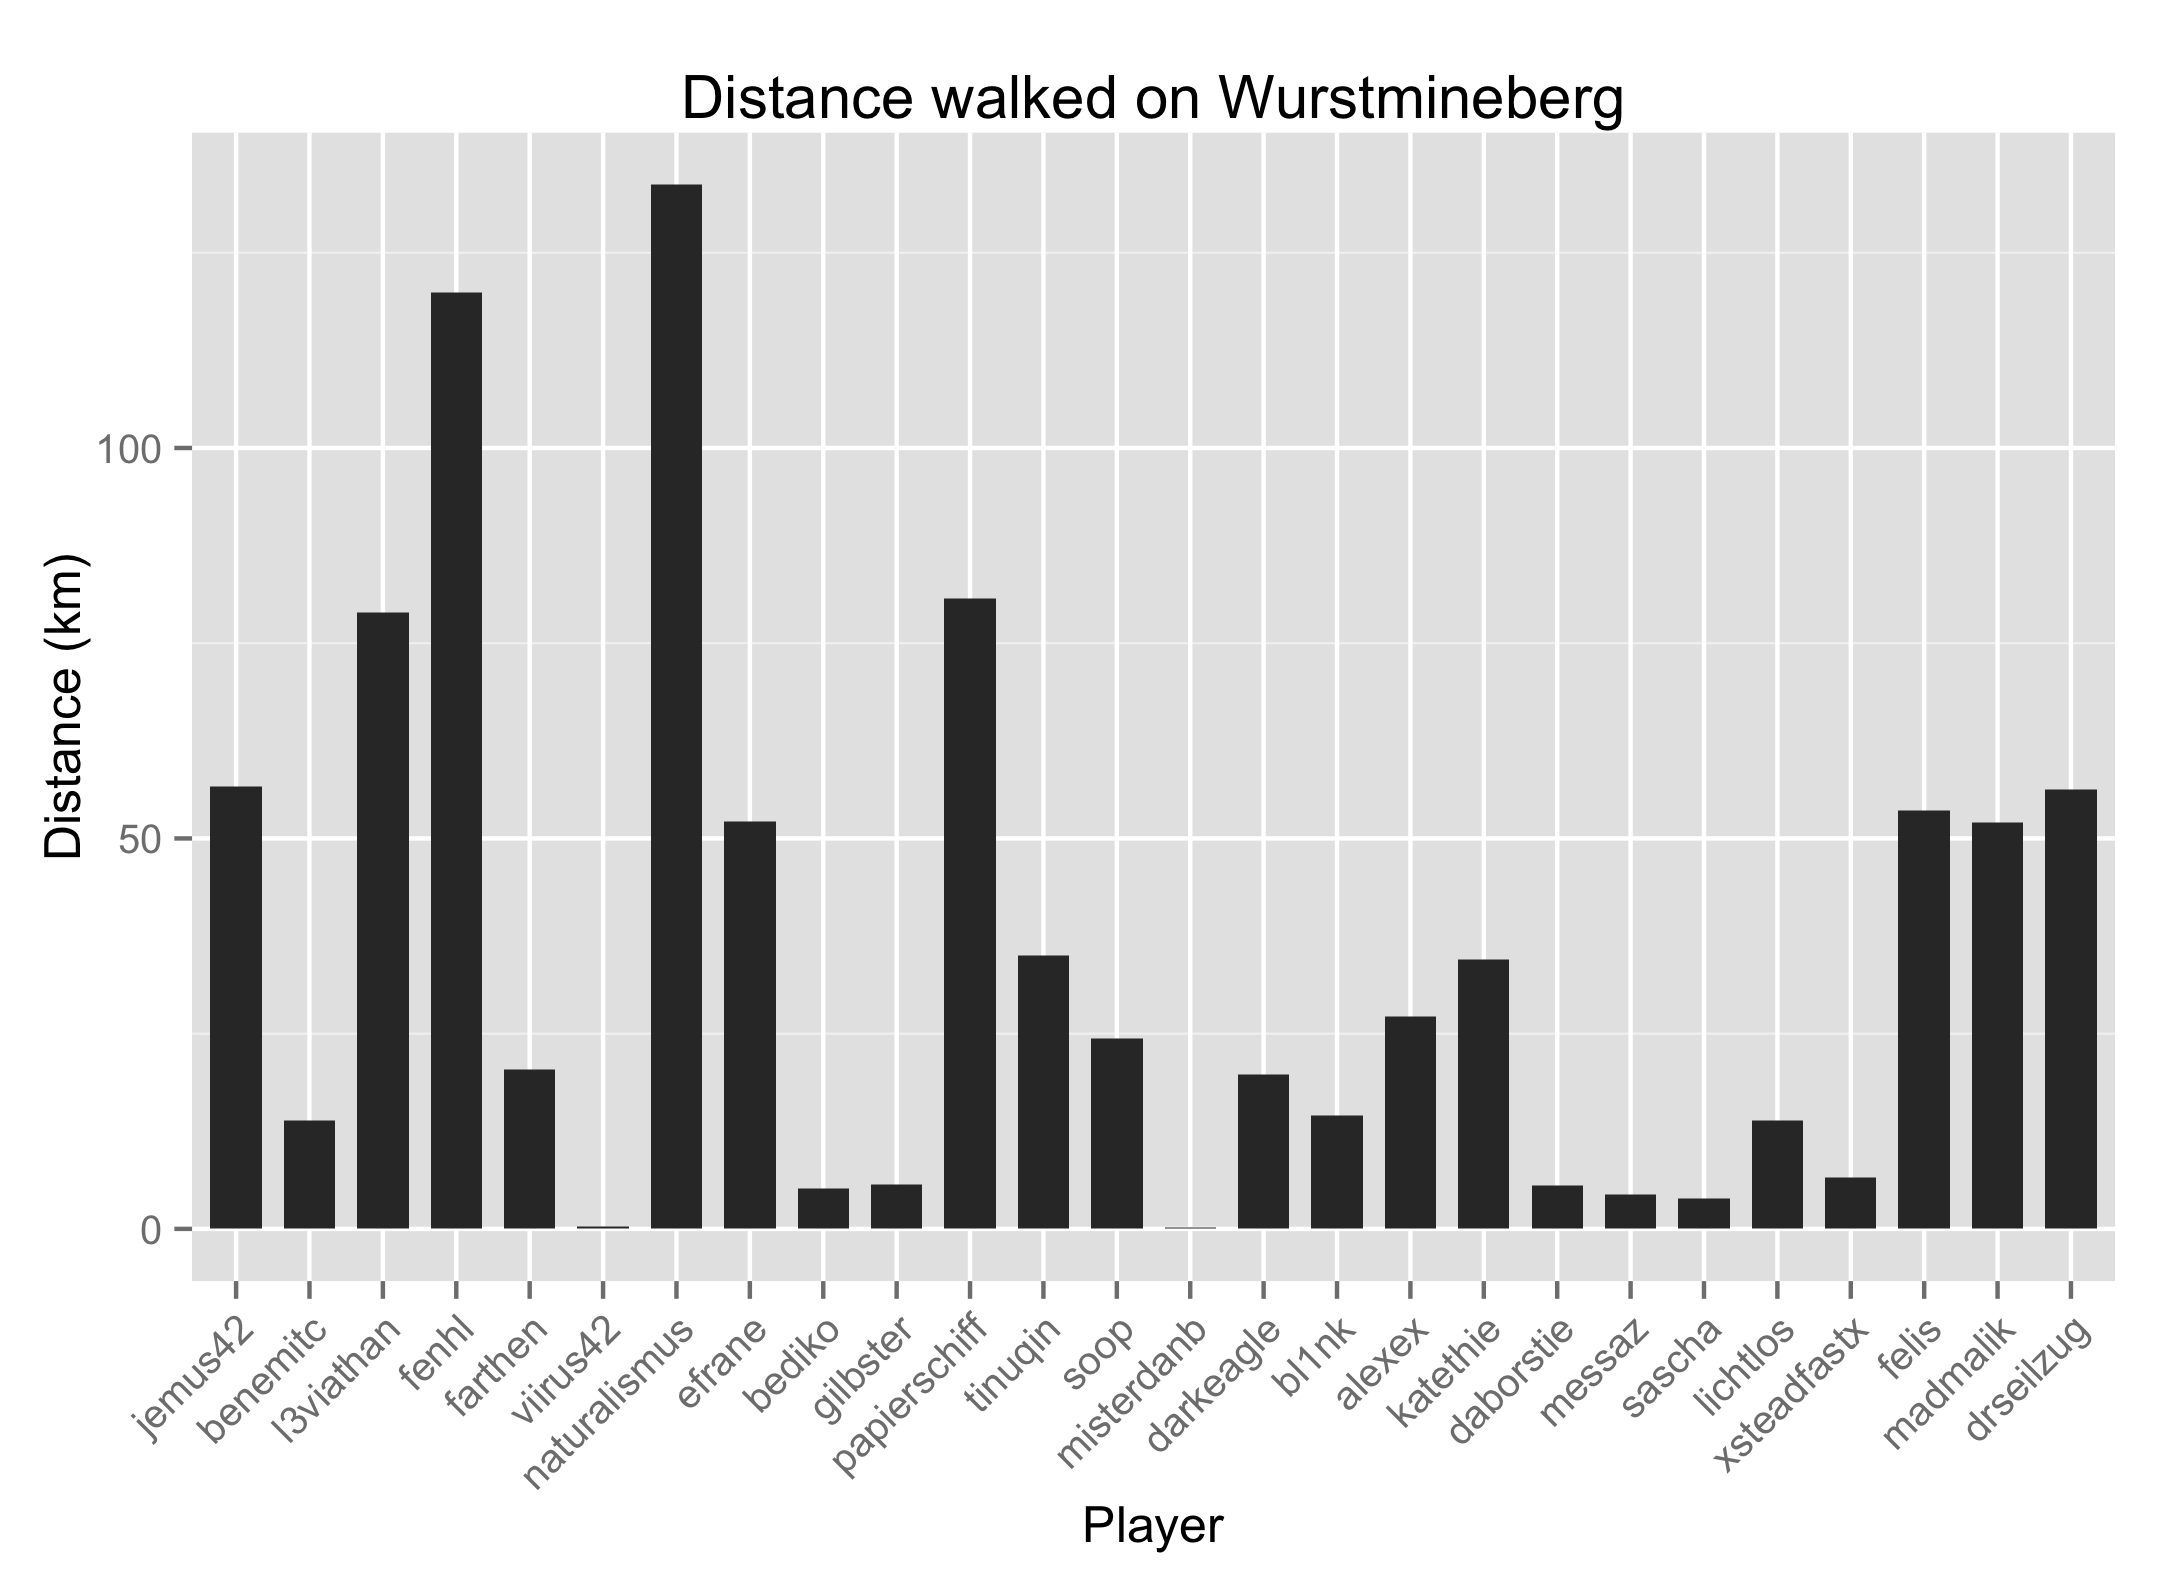 Distance walked on Wurstmineberg
Distance (km)
100
50
0
jemus42
benemitc
l3viathan
fenhl
farthen
viirus42
naturalismus
efrane
bediko
gilbster
papierschiff
tinuqin
soop
misterdanb
darkeagle
bl1nk
alexex
katethie
daborstie
messaz
sascha
lichtlos
xsteadfastx
felis
madmalik
drseilzug
Player